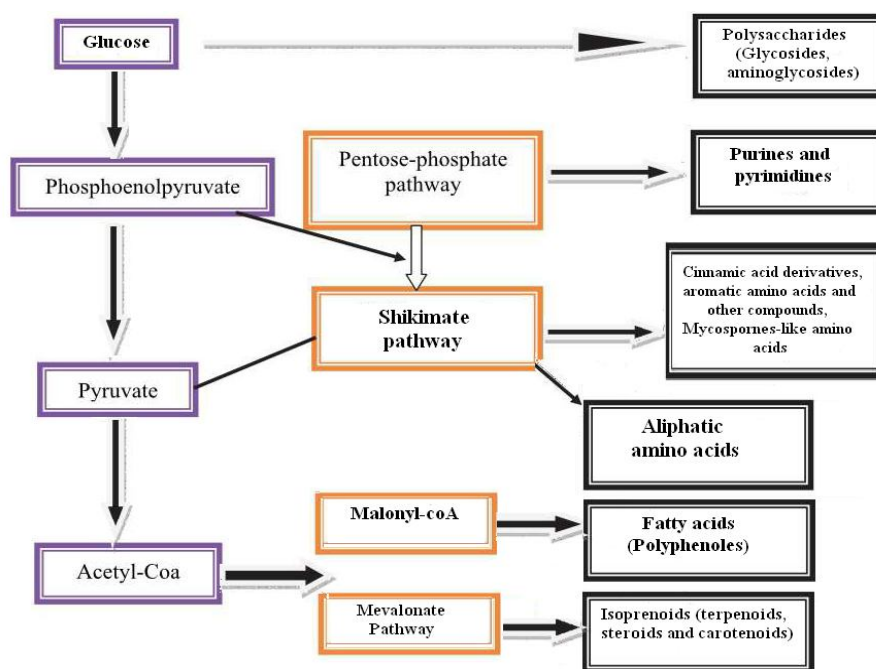 Glucose
Polysaccharides
(Glycosides,
aminoglycosides)
Phosphoenolpyruvate
Pentose-phosphate
pathway
Purines and
pyrimidines
Shikimate
pathway
Cinnamic acid derivatives,
aromatic amino acids and
other compounds,
Mycospornes-like amino
acids
Pyruvate
Aliphatic
amino acids
Malonyl-coA
Fatty acids
(Polyphenoles)
Acetyl-Coa
Mevalonate
Pathway
Isoprenoids (terpenoids,
steroids and carotenoids)